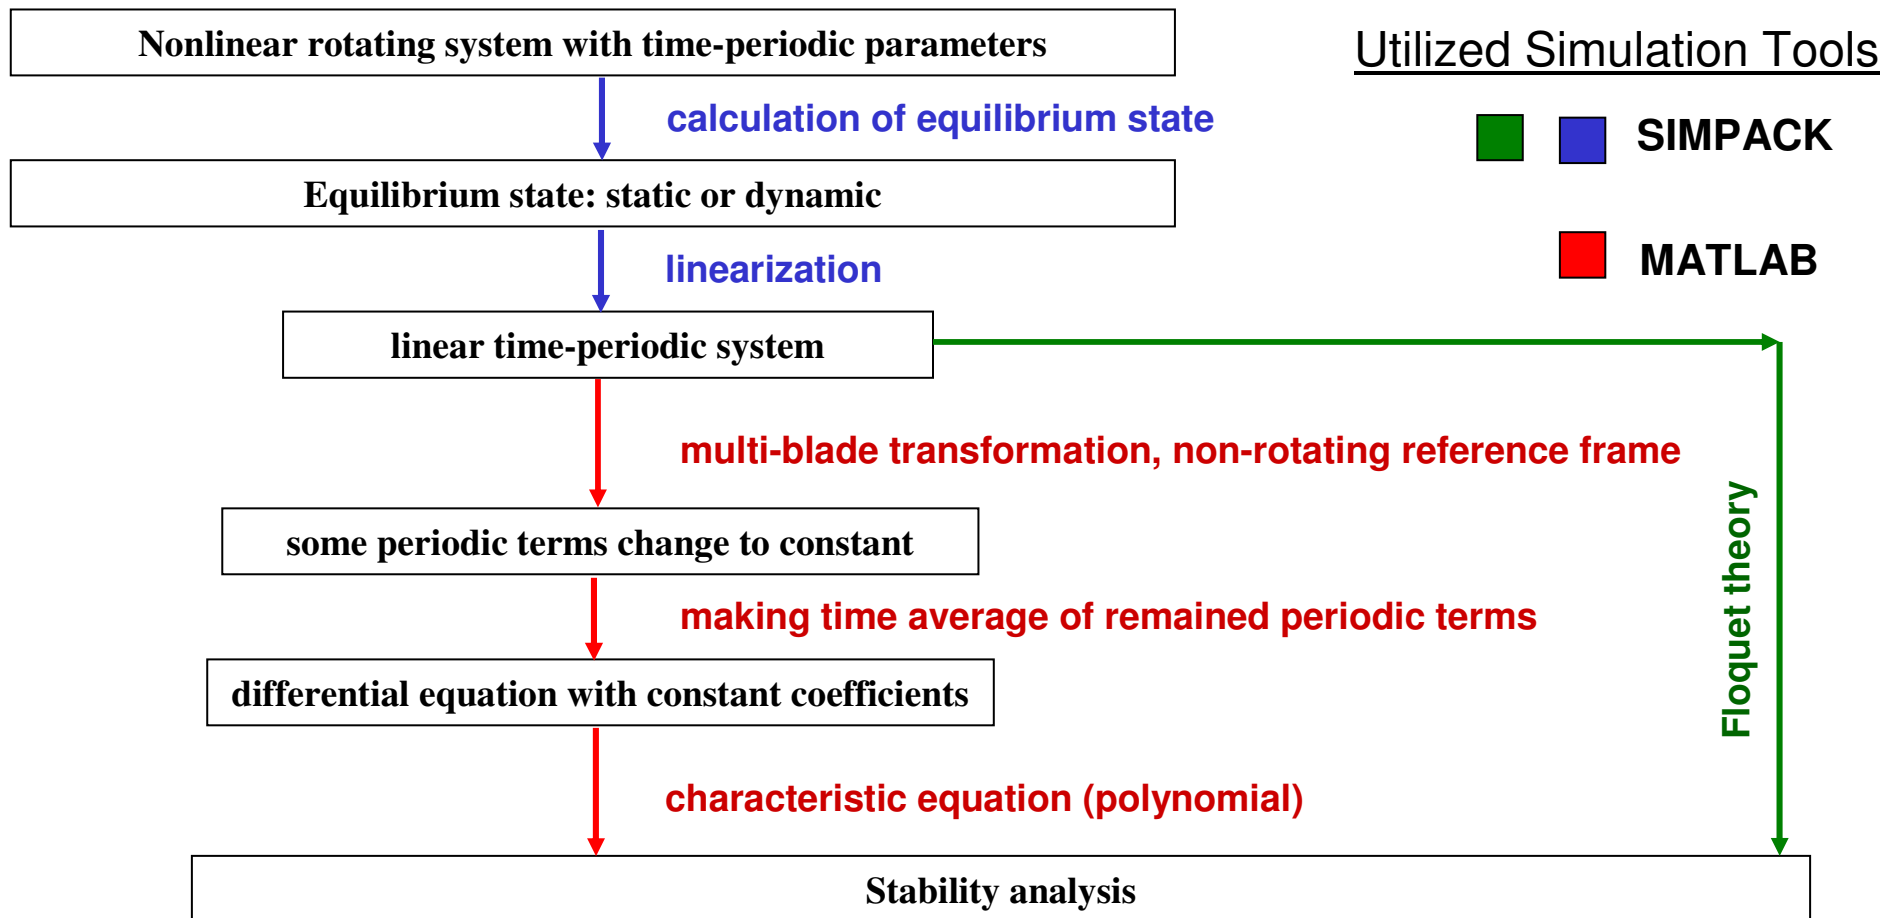 Nonlinear rotating system with time-periodic parameters
Utilized Simulation Tools
calculation of equilibrium state
SIMPACK
Equilibrium state: static or dynamic
MATLAB
linearization
linear time-periodic system
multi-blade transformation, non-rotating reference frame
Floquet theory
some periodic terms change to constant
making time average of remained periodic terms
differential equation with constant coefficients
characteristic equation (polynomial)
Stability analysis